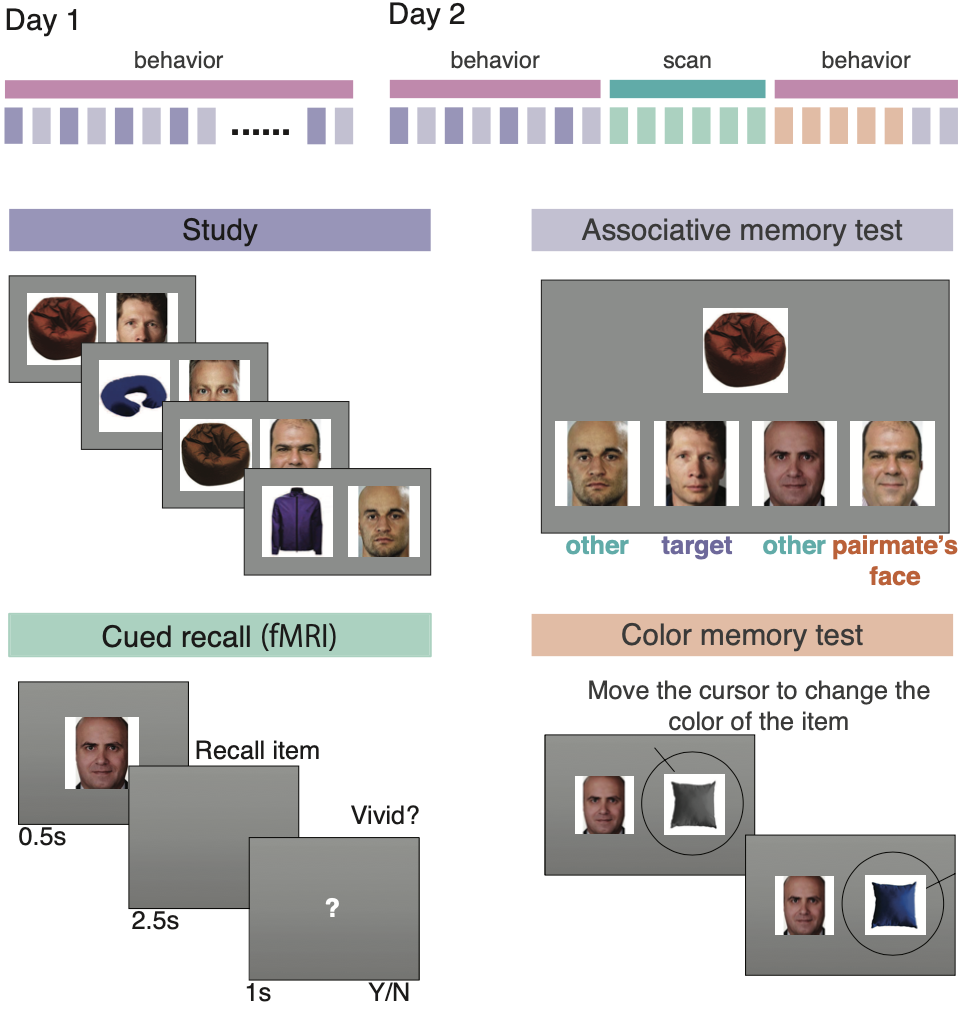 Day 1
Day 2
behavior
behavior
scan
behavior
......
Study
Associative memory test
other
target
other
pairmate's
face
Cued recall (fMRI)
Color memory test
Move the cursor to change the
color of the item
Recall item
Vivid?
0.5s
2.5s
?
1s
Y/N